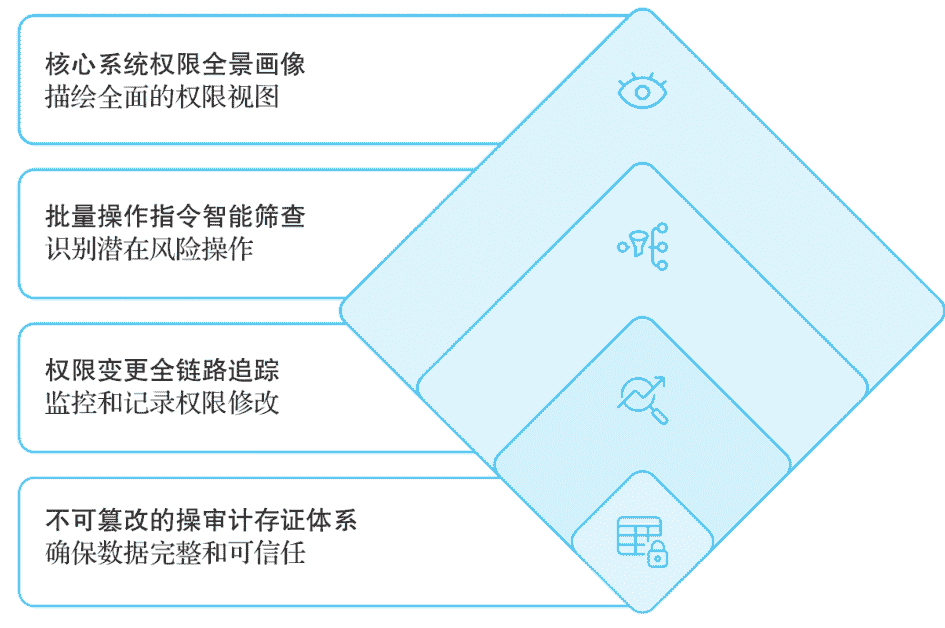 核心系统权限全景画像
描绘全面的权限视图
批量操作指令智能筛查
识别潜在风险操作
权限变更全链路追踪
监控和记录权限修改
不可篡改的操审计存证体系
确保数据完整和可信任